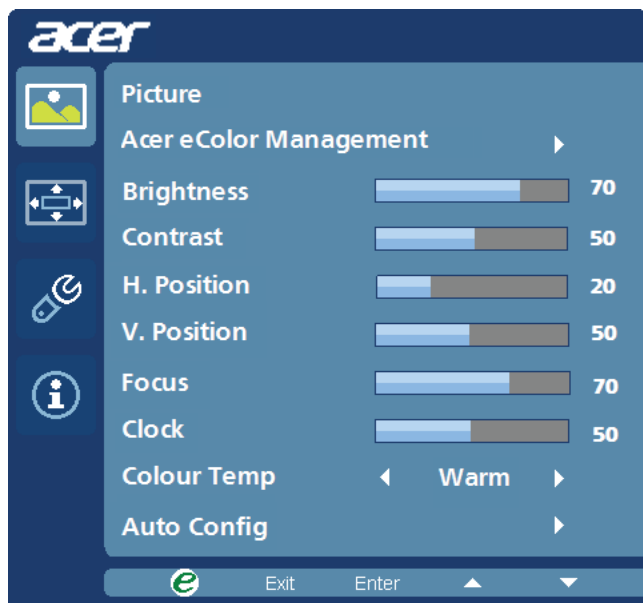 acer
Picture
Acer eColor Management
Brightness 70
Contrast 50
H. Position 20
V. Position 50
Focus 70
Clock 50
Colour Temp Warm
Auto Config
e Exit Enter